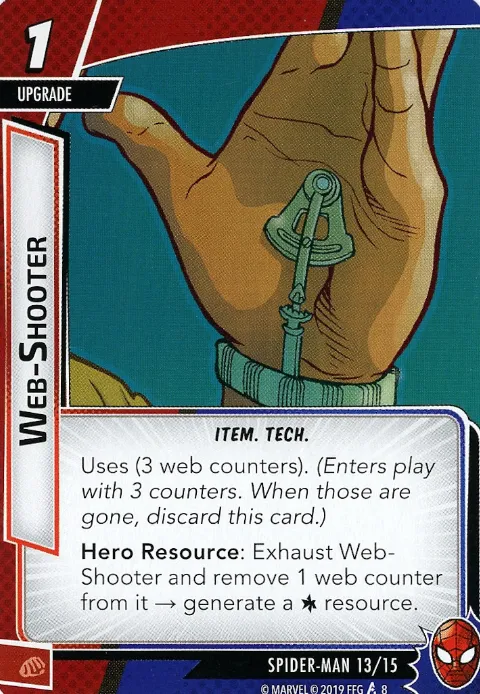 1
UPGRADE
WEB-SHOOTER
ITEM. TECH.
Uses (3 web counters). (Enters play
with 3 counters. When those are
gone, discard this card.)
Hero Resource: Exhaust Web-
Shooter and remove 1 web counter
from it → generate a resource.
SPIDER-MAN 13/15
© MARVEL © 2019 FFG 8